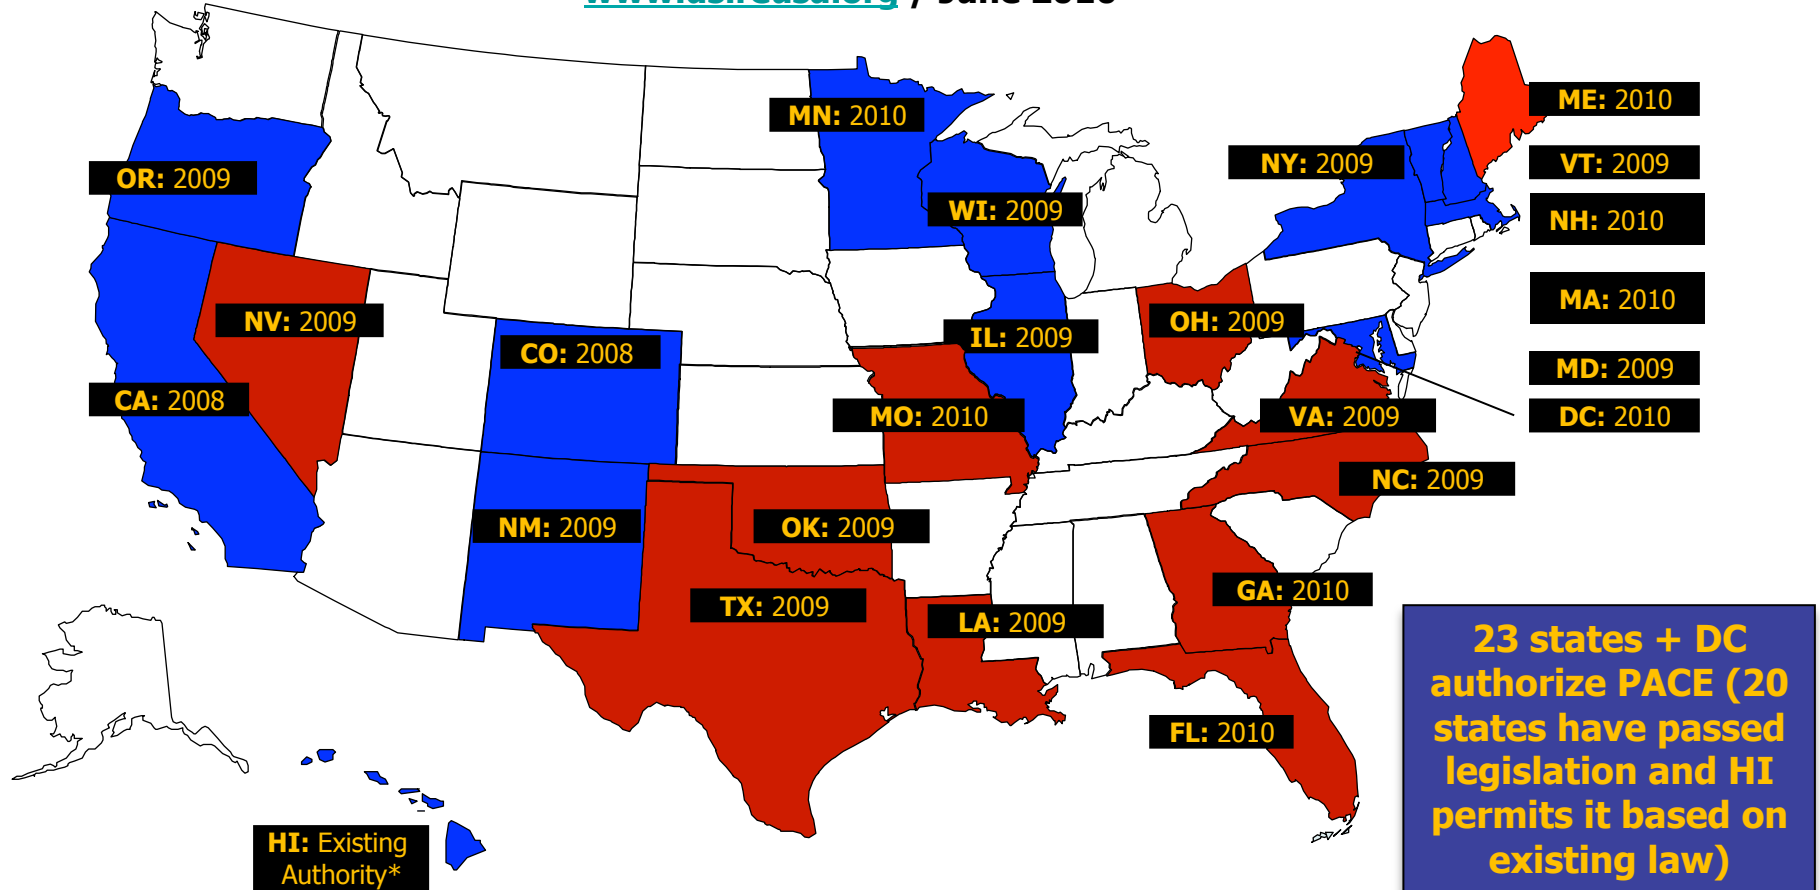 / June 2010
ME: 2010
MN: 2010
NY: 2009
VT: 2009
OR: 2009
WI: 2009
NH: 2010
MA: 2010
NV: 2009
OH: 2009
IL: 2009
CO: 2008
MD: 2009
CA: 2008
MO: 2010
VA: 2009
DC: 2010
NC: 2009
NM: 2009
OK: 2009
GA: 2010
TX: 2009
LA: 2009
FL: 2010
HI: Existing
Authority*
23 states + DC
authorize PACE (20
states have passed
legislation and HI
permits it based on
existing law)